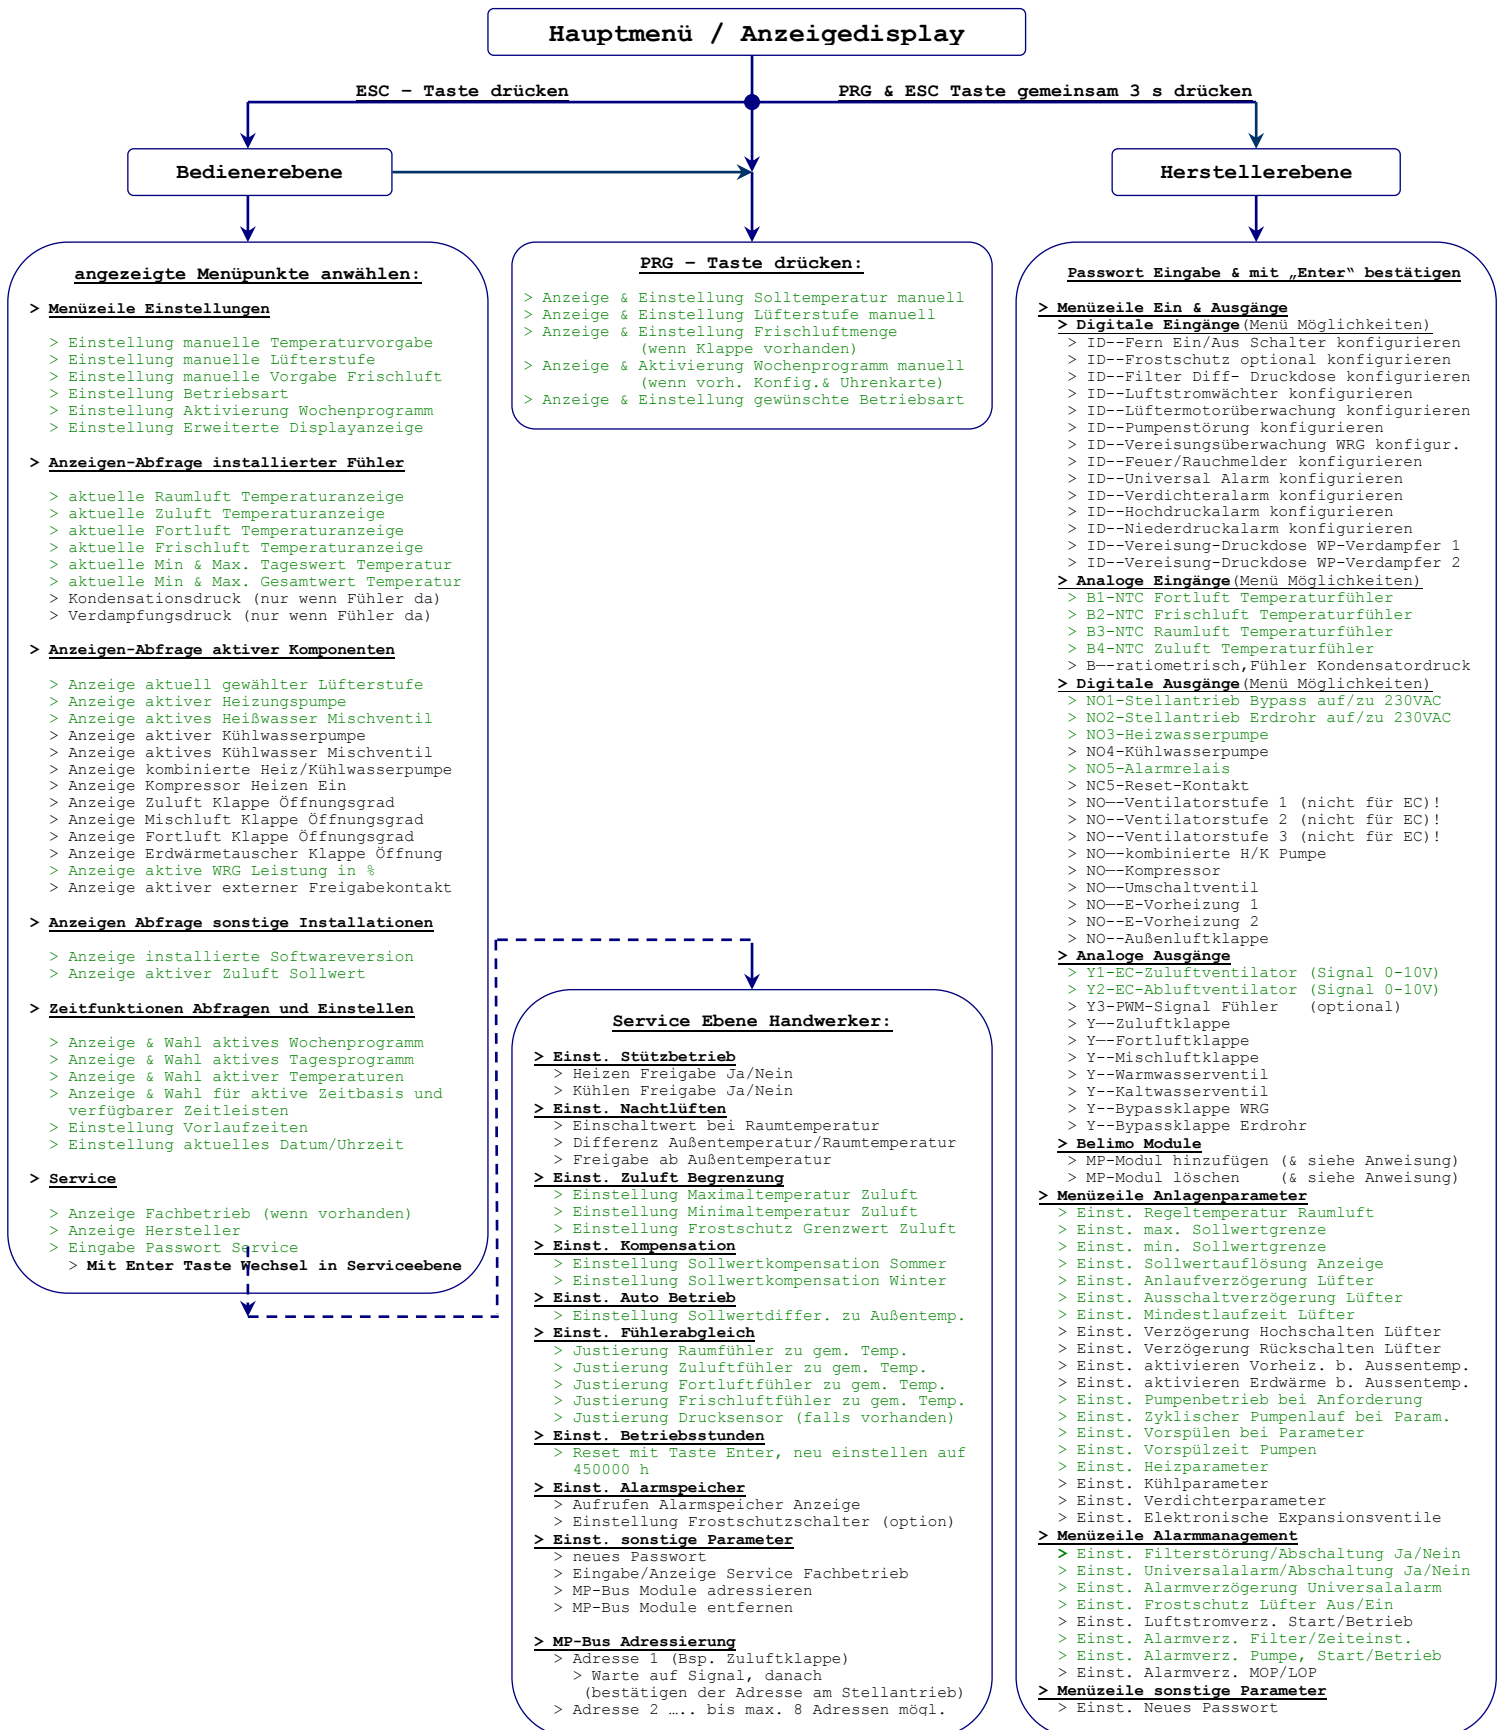 Hauptmenü / Anzeigedisplay
ESC – Taste drücken
PRG & ESC Taste gemeinsam 3 s drücken
Bedienerebene
Herstellerebene
angezeigte Menüpunkte anwählen:
> Menüzeile Einstellungen
> Einstellung manuelle Temperaturvorgabe
> Einstellung manuelle Lüfterstufe
> Einstellung manuelle Vorgabe Frischluft
> Einstellung Betriebsart
> Einstellung Aktivierung Wochenprogramm
> Einstellung Erweiterte Displayanzeige
> Anzeigen-Abfrage installierter Fühler
> aktuelle Raumluft Temperaturanzeige
> aktuelle Zuluft Temperaturanzeige
> aktuelle Fortluft Temperaturanzeige
> aktuelle Frischluft Temperaturanzeige
> aktuelle Min & Max. Tageswert Temperatur
> aktuelle Min & Max. Gesamtwert Temperatur
> Kondensationsdruck (nur wenn Fühler da)
> Verdampfungsdruck (nur wenn Fühler da)
> Anzeigen-Abfrage aktiver Komponenten
> Anzeige aktuell gewählter Lüfterstufe
> Anzeige aktiver Heizungspumpe
> Anzeige aktives Heißwasser Mischventil
> Anzeige aktiver Kühlwasserpumpe
> Anzeige aktives Kühlwasser Mischventil
> Anzeige kombinierte Heiz/Kühlwasserpumpe
> Anzeige Kompressor Heizen Ein
> Anzeige Zuluft Klappe Öffnungsgrad
> Anzeige Mischluft Klappe Öffnungsgrad
> Anzeige Fortluft Klappe Öffnungsgrad
> Anzeige Erdwärmetauscher Klappe Öffnung
> Anzeige aktive WRG Leistung in %
> Anzeige aktiver externer Freigabekontakt
> Anzeigen Abfrage sonstige Installationen
> Anzeige installierte Softwareversion
> Anzeige aktiver Zuluft Sollwert
> Zeitfunktionen Abfragen und Einstellen
> Anzeige & Wahl aktives Wochenprogramm
> Anzeige & Wahl aktives Tagesprogramm
> Anzeige & Wahl aktiver Temperaturen
> Anzeige & Wahl für aktive Zeitbasis und
verfügbarer Zeitleisten
> Einstellung Vorlaufzeiten
> Einstellung aktuelles Datum/Uhrzeit
> Service
> Anzeige Fachbetrieb (wenn vorhanden)
> Anzeige Hersteller
> Eingabe Passwort Service
> Mit Enter Taste Wechsel in Serviceebene
PRG – Taste drücken:
> Anzeige & Einstellung Solltemperatur manuell
> Anzeige & Einstellung Lüfterstufe manuell
> Anzeige & Einstellung Frischluftmenge
(wenn Klappe vorhanden)
> Anzeige & Aktivierung Wochenprogramm manuell
(wenn vorh. Konfig.& Uhrenkarte)
> Anzeige & Einstellung gewünschte Betriebsart
Service Ebene Handwerker:
> Einst. Stützbetrieb
> Heizen Freigabe Ja/Nein
> Kühlen Freigabe Ja/Nein
> Einst. Nachtlüften
> Einschaltwert bei Raumtemperatur
> Differenz Außentemperatur/Raumtemperatur
> Freigabe ab Außentemperatur
> Einst. Zuluft Begrenzung
> Einstellung Maximaltemperatur Zuluft
> Einstellung Minimaltemperatur Zuluft
> Einstellung Frostschutz Grenzwert Zuluft
> Einst. Kompensation
> Einstellung Sollwertkompensation Sommer
> Einstellung Sollwertkompensation Winter
> Einst. Auto Betrieb
> Einstellung Sollwertdiffer. zu Außentemp.
> Einst. Fühlerabgleich
> Justierung Raumfühler zu gem. Temp.
> Justierung Zuluftfühler zu gem. Temp.
> Justierung Fortluftfühler zu gem. Temp.
> Justierung Frischluftfühler zu gem. Temp.
> Justierung Drucksensor (falls vorhanden)
> Einst. Betriebsstunden
> Reset mit Taste Enter, neu einstellen auf
450000 h
> Einst. Alarmspeicher
> Aufrufen Alarmspeicher Anzeige
> Einstellung Frostschutzschalter (option)
> Einst. sonstige Parameter
> neues Passwort
> Eingabe/Anzeige Service Fachbetrieb
> MP-Bus Module adressieren
> MP-Bus Module entfernen
> MP-Bus Adressierung
> Adresse 1 (Bsp. Zuluftklappe)
> Warte auf Signal, danach
(bestätigen der Adresse am Stellantrieb)
> Adresse 2 ….. bis max. 8 Adressen mögl.
Passwort Eingabe & mit „Enter“ bestätigen
> Menüzeile Ein & Ausgänge
> Digitale Eingänge(Menü Möglichkeiten)
> ID--Fern Ein/Aus Schalter konfigurieren
> ID--Frostschutz optional konfigurieren
> ID--Filter Diff- Druckdose konfigurieren
> ID--Luftstromwächter konfigurieren
> ID--Lüftermotorüberwachung konfigurieren
> ID--Pumpenstörung konfigurieren
> ID--Vereisungsüberwachung WRG konfigur.
> ID--Feuer/Rauchmelder konfigurieren
> ID--Universal Alarm konfigurieren
> ID--Verdichteralarm konfigurieren
> ID--Hochdruckalarm konfigurieren
> ID--Niederdruckalarm konfigurieren
> ID--Vereisung-Druckdose WP-Verdampfer 1
> ID--Vereisung-Druckdose WP-Verdampfer 2
> Analoge Eingänge(Menü Möglichkeiten)
> B1-NTC Fortluft Temperaturfühler
> B2-NTC Frischluft Temperaturfühler
> B3-NTC Raumluft Temperaturfühler
> B4-NTC Zuluft Temperaturfühler
> B—-ratiometrisch,Fühler Kondensatordruck
> Digitale Ausgänge(Menü Möglichkeiten)
> NO1-Stellantrieb Bypass auf/zu 230VAC
> NO2-Stellantrieb Erdrohr auf/zu 230VAC
> NO3-Heizwasserpumpe
> NO4-Kühlwasserpumpe
> NO5-Alarmrelais
> NC5-Reset-Kontakt
> NO—-Ventilatorstufe 1 (nicht für EC)!
> NO--Ventilatorstufe 2 (nicht für EC)!
> NO--Ventilatorstufe 3 (nicht für EC)!
> NO—-kombinierte H/K Pumpe
> NO—-Kompressor
> NO—-Umschaltventil
> NO—-E-Vorheizung 1
> NO--E-Vorheizung 2
> NO--Außenluftklappe
> Analoge Ausgänge
> Y1-EC-Zuluftventilator (Signal 0-10V)
> Y2-EC-Abluftventilator (Signal 0-10V)
> Y3-PWM-Signal Fühler   (optional)
> Y—-Zuluftklappe
> Y—-Fortluftklappe
> Y--Mischluftklappe
> Y--Warmwasserventil
> Y--Kaltwasserventil
> Y--Bypassklappe WRG
> Y--Bypassklappe Erdrohr
> Belimo Module
> MP-Modul hinzufügen (& siehe Anweisung)
> MP-Modul löschen    (& siehe Anweisung)
> Menüzeile Anlagenparameter
> Einst. Regeltemperatur Raumluft
> Einst. max. Sollwertgrenze
> Einst. min. Sollwertgrenze
> Einst. Sollwertauflösung Anzeige
> Einst. Anlaufverzögerung Lüfter
> Einst. Ausschaltverzögerung Lüfter
> Einst. Mindestlaufzeit Lüfter
> Einst. Verzögerung Hochschalten Lüfter
> Einst. Verzögerung Rückschalten Lüfter
> Einst. aktivieren Vorheiz. b. Aussentemp.
> Einst. aktivieren Erdwärme b. Aussentemp.
> Einst. Pumpenbetrieb bei Anforderung
> Einst. Zyklischer Pumpenlauf bei Param.
> Einst. Vorspülen bei Parameter
> Einst. Vorspülzeit Pumpen
> Einst. Heizparameter
> Einst. Kühlparameter
> Einst. Verdichterparameter
> Einst. Elektronische Expansionsventile
> Menüzeile Alarmmanagement
> Einst. Filterstörung/Abschaltung Ja/Nein
> Einst. Universalalarm/Abschaltung Ja/Nein
> Einst. Alarmverzögerung Universalalarm
> Einst. Frostschutz Lüfter Aus/Ein
> Einst. Luftstromverz. Start/Betrieb
> Einst. Alarmverz. Filter/Zeiteinst.
> Einst. Alarmverz. Pumpe, Start/Betrieb
> Einst. Alarmverz. MOP/LOP
> Menüzeile sonstige Parameter
> Einst. Neues Passwort